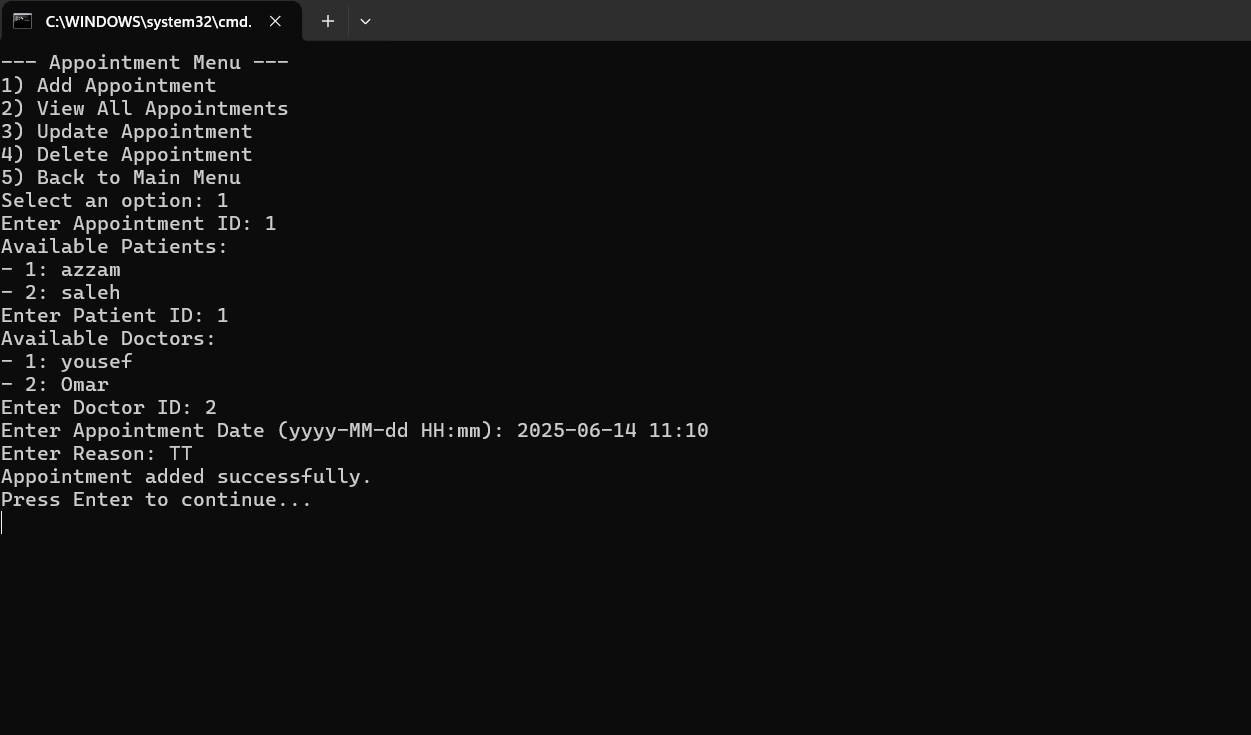 C:\WINDOWS\system32\cmd.
--- Appointment Menu ---
1) Add Appointment
2) View All Appointments
3) Update Appointment
4) Delete Appointment
5) Back to Main Menu
Select an option: 1
Enter Appointment ID: 1
Available Patients:
- 1: azzam
- 2: saleh
Enter Patient ID: 1
Available Doctors:
- 1: yousef
- 2: Omar
Enter Doctor ID: 2
Enter Appointment Date (yyyy-MM-dd HH:mm): 2025-06-14 11:10
Enter Reason: TT
Appointment added successfully.
Press Enter to continue...